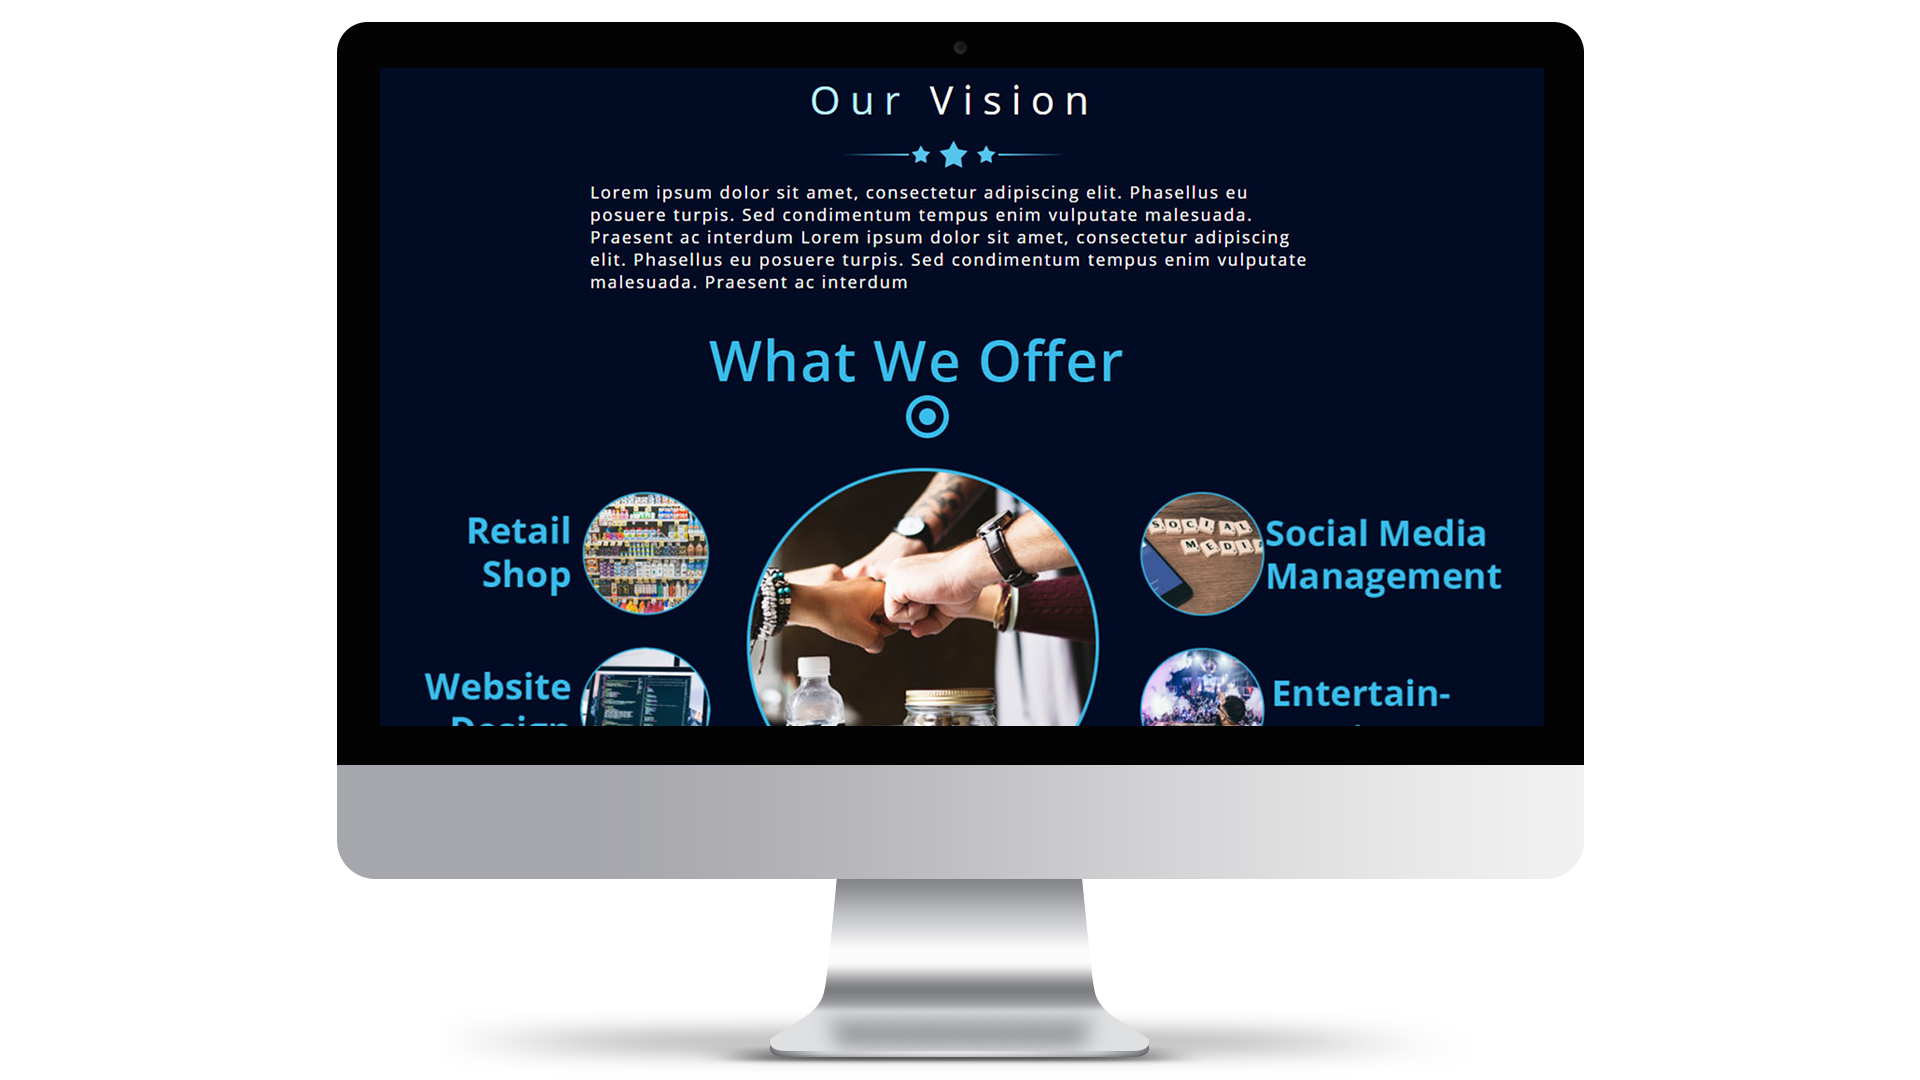 Our Vision
Lorem ipsum dolor sit amet, consectetur adipiscing elit. Phasellus eu
posuere turpis. Sed condimentum tempus enim vulputate malesuada.
Praesent ac interdum Lorem ipsum dolor sit amet, consectetur adipiscing
elit. Phasellus eu posuere turpis. Sed condimentum tempus enim vulputate
malesuada. Praesent ac interdum
What We Offer
Retail
Shop
SOCIAL
MEDIA
Social Media
Management
Website
Design
Entertain-